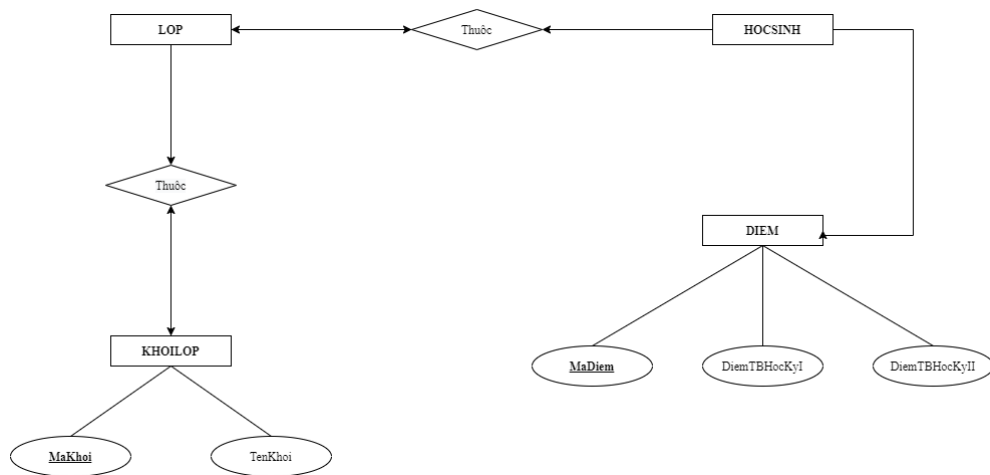 LOP
Thuôc
HOCSINH
Thuôc
DIEM
KHOILOP
MaDiem
DiemTBHocKyI
DiemTBHocKyII
MaKhoi
TenKhoi